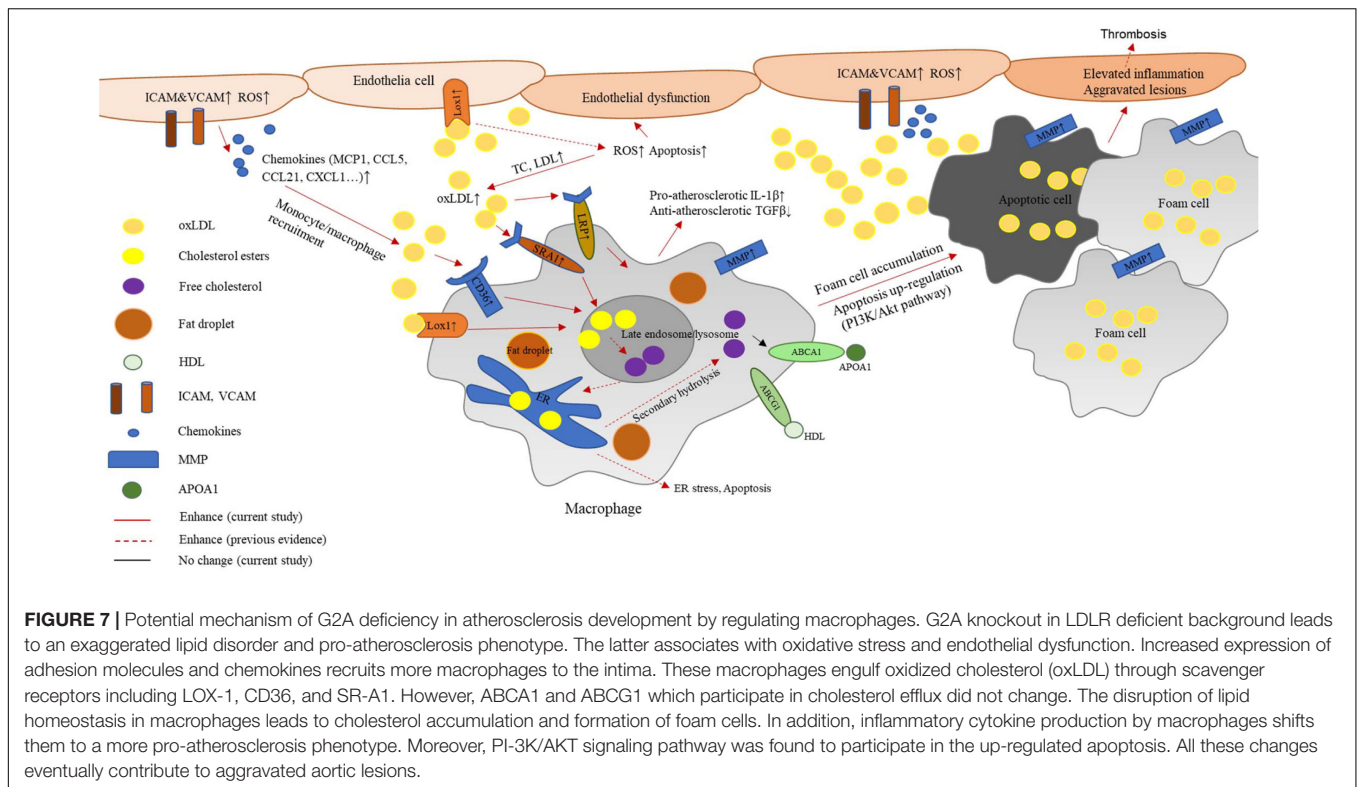 Thrombosis
ICAM&VCAM↑ ROS↑
Endothelia cell
Lox1↑
Endothelial dysfunction
ICAM&VCAM↑ ROS↑
Elevated inflammation
Aggravated lesions
Chemokines (MCP1, CCL5,
CCL21, CXCL1…)↑
Monocyte/macrophage
recruitment
ROS↑ Apoptosis↑
TC, LDL↑
oxLDL↑
LRP↑
SRA1↑
CD36↑
Lox1↑
Pro-atherosclerotic IL-1β↑
Anti-atherosclerotic TGFβ↓
MMP↑
Late endosome/lysosome
Fat droplet
ER
Secondary hydrolysis
ABCA1
APOA1
ABCG1
HDL
ER stress, Apoptosis
Macrophage
Foam cell accumulation
Apoptosis up-regulation
(PI3K/Akt pathway)
MMP↑
Apoptotic cell
MMP↑
Foam cell
MMP↑
Foam cell
oxLDL
Cholesterol esters
Free cholesterol
Fat droplet
HDL
ICAM, VCAM
Chemokines
MMP
APOA1
Enhance (current study)
Enhance (previous evidence)
No change (current study)
FIGURE 7 | Potential mechanism of G2A deficiency in atherosclerosis development by regulating macrophages. G2A knockout in LDLR deficient background leads
to an exaggerated lipid disorder and pro-atherosclerosis phenotype. The latter associates with oxidative stress and endothelial dysfunction. Increased expression of
adhesion molecules and chemokines recruits more macrophages to the intima. These macrophages engulf oxidized cholesterol (oxLDL) through scavenger
receptors including LOX-1, CD36, and SR-A1. However, ABCA1 and ABCG1 which participate in cholesterol efflux did not change. The disruption of lipid
homeostasis in macrophages leads to cholesterol accumulation and formation of foam cells. In addition, inflammatory cytokine production by macrophages shifts
them to a more pro-atherosclerosis phenotype. Moreover, PI-3K/AKT signaling pathway was found to participate in the up-regulated apoptosis. All these changes
eventually contribute to aggravated aortic lesions.